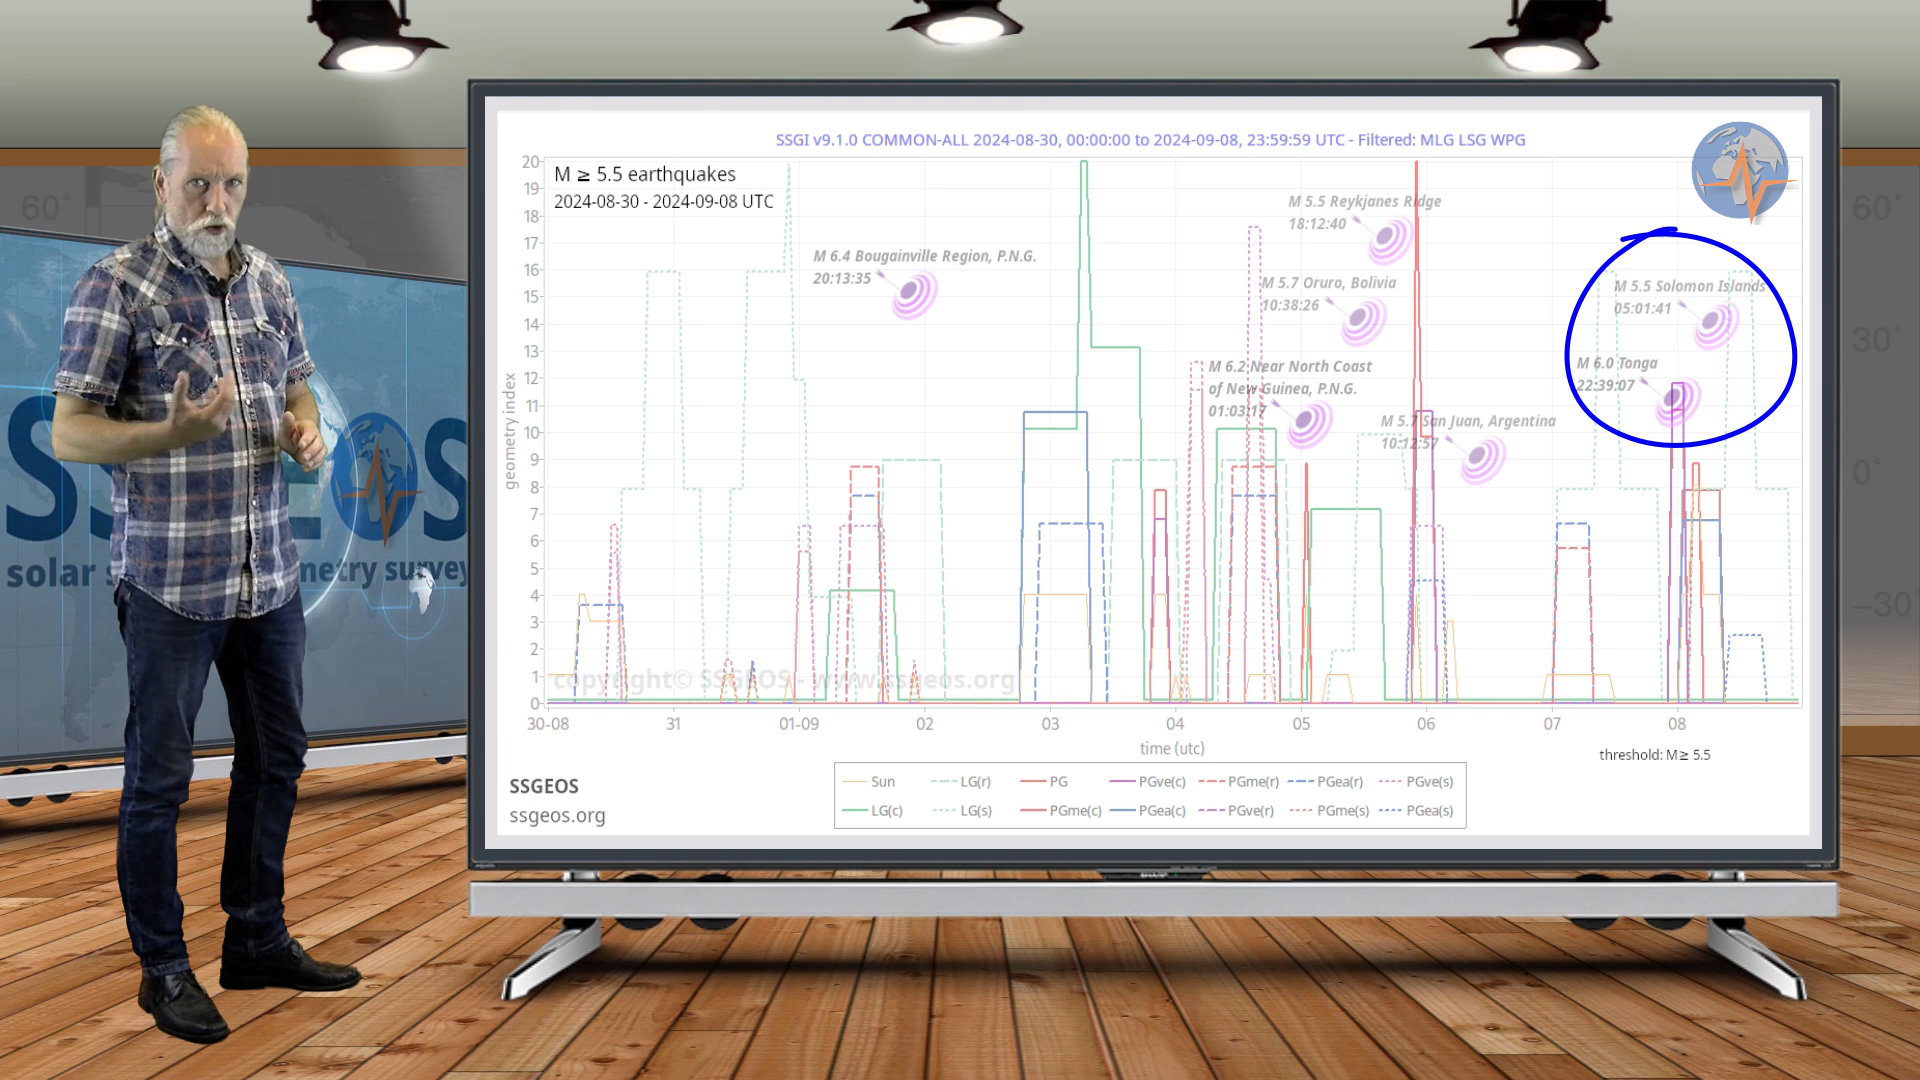 SSGI v9.1.0 COMMON-ALL 2024-08-30, 00:00:00 to 2024-09-08, 23:59:59 UTC - Filtered: MLG LSG WPG
M ≥ 5.5 earthquakes
2024-08-30 - 2024-09-08 UTC
M 5.5 Reykjanes Ridge
18:12:40
M 6.4 Bougainville Region, P.N.G.
20:13:35
M 5.7 Oruro, Bolivia
10:38:26
M 5.5 Solomon Islands
05:01:41
M 6.2 Near North Coast
of New Guinea, P.N.G.
01:03:17
M 6.0 Tonga
22:39:07
M 5.7 San Juan, Argentina
10:12:57
geometry index
20
19
18
17
16
15
14
13
12
11
10
9
8
7
6
5
4
3
2
1
0
copyright© SSGEOS - www.ssgeos.org
30-08 31 01-09 02 03 04 05 06 07 08
time (utc)
threshold: M≥ 5.5
SSGEOS
ssgeos.org
Sun LG(r) PG PGve(c) PGme(r) PGea(r) PGve(s)
LG(c) LG(s) PGme(c) PGea(c) PGve(r) PGme(s) PGea(s)
60°
60°
30°
0°
−30°
solar
metry survey